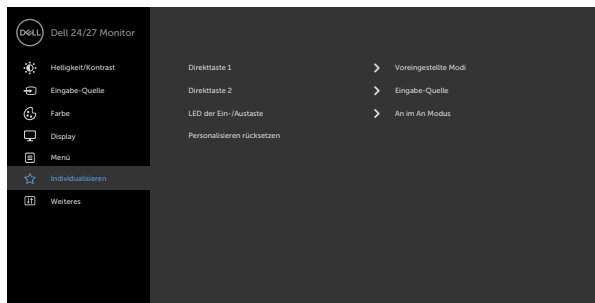 DELL Dell 24/27 Monitor
Helligkeit/Kontrast Direkttaste 1 Voreingestellte Modi
Eingabe-Quelle Direkttaste 2 Eingabe-Quelle
Farbe LED der Ein-/Austaste An im An Modus
Display Personalisieren rücksetzen
Menü
Individualisieren
Weiteres